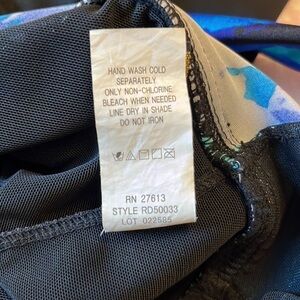 HAND WASH COLD
SEPARATELY
ONLY NON-CHLORINE
BLEACH WHEN NEEDED
LINE DRY IN SHADE
DO NOT IRON
RN 27613
STYLE RD50033
LOT 022585